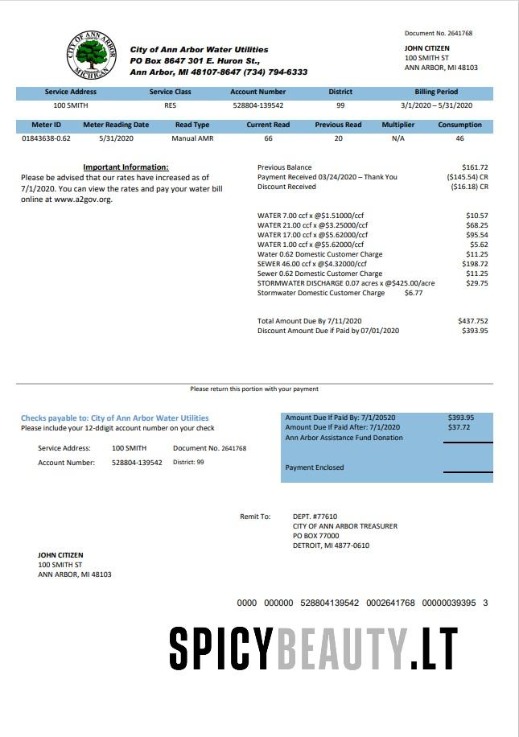 Document No. 2641768
CITY OF ANN ARBOR
MICHIGAN
City of Ann Arbor Water Utilities
PO Box 8647 301 E. Huron St.,
Ann Arbor, MI 48107-8647 (734) 794-6333
JOHN CITIZEN
100 SMITH ST
ANN ARBOR, MI 48103
Service Address Service Class Account Number District Billing Period
100 SMITH RES 528804-139542 99 3/1/2020 – 5/31/2020
Meter ID Meter Reading Date Read Type Current Read Previous Read Multiplier Consumption
01843638-0.62 5/31/2020 Manual AMR 66 20 N/A 46
Important Information:
Please be advised that our rates have increased as of
7/1/2020. You can view the rates and pay your water bill
online at www.a2gov.org.
Previous Balance $161.72
Payment Received 03/24/2020 – Thank You ($145.54) CR
Discount Received ($16.18) CR
WATER 7.00 ccf x @$1.51000/ccf $10.57
WATER 21.00 ccf x @$3.25000/ccf $68.25
WATER 17.00 ccf x @$5.62000/ccf $95.54
WATER 1.00 ccf x @$5.62000/ccf $5.62
Water 0.62 Domestic Customer Charge $11.25
SEWER 46.00 ccf x @$4.32000/ccf $198.72
Sewer 0.62 Domestic Customer Charge $11.25
STORMWATER DISCHARGE 0.07 acres x @$425.00/acre $29.75
Stormwater Domestic Customer Charge $6.77
Total Amount Due By 7/11/2020 $437.752
Discount Amount Due if Paid by 07/01/2020 $393.95
Please return this portion with your payment
Checks payable to: City of Ann Arbor Water Utilities
Please include your 12-ddigit account number on your check
Service Address: 100 SMITH Document No. 2641768
Account Number: 528804-139542 District: 99
Amount Due If Paid By: 7/1/20520 $393.95
Amount Due If Paid After: 7/1/2020 $37.72
Ann Arbor Assistance Fund Donation
Payment Enclosed
Remit To: DEPT. #77610
CITY OF ANN ARBOR TREASURER
PO BOX 77000
DETROIT, MI 4877-0610
JOHN CITIZEN
100 SMITH ST
ANN ARBOR, MI 48103
0000 000000 528804139542 0002641768 00000039395 3
SPICYBEAUTY.LT